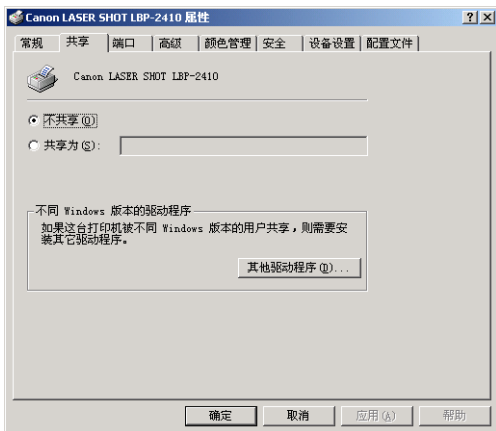 Canon LASER SHOT LBP-2410 属性
常规 共享 端口 高级 颜色管理 安全 设备设置 配置文件
Canon LASER SHOT LBP-2410
不共享(O)
共享为(S):
不同 Windows 版本的驱动程序
如果这台打印机被不同 Windows 版本的用户共享，则需要安
装其它驱动程序。
其他驱动程序(D)...
确定 取消 应用(A) 帮助